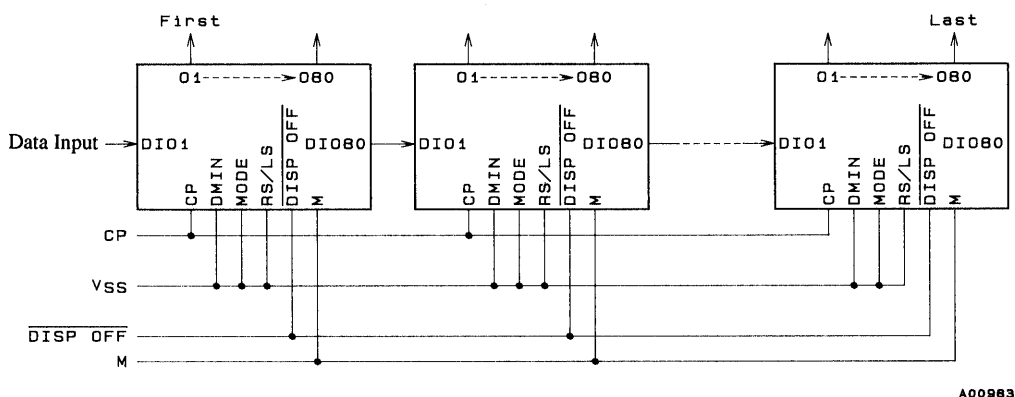 First
Last
O1 O80
O1 O80
O1 O80
Data Input
DIO1
DIO80
DIO1
DIO80
DIO1
DIO80
CP
DMIN
MODE
RS/LS
DISP OFF
M
CP
DMIN
MODE
RS/LS
DISP OFF
M
CP
DMIN
MODE
RS/LS
DISP OFF
M
CP
VSS
DISP OFF
M
A00983